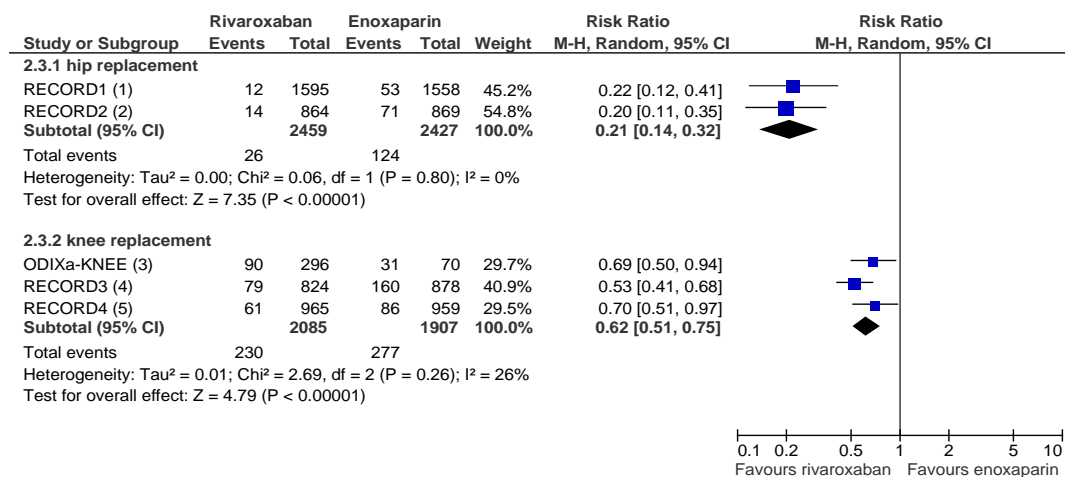 Rivaroxaban Enoxaparin Risk Ratio Risk Ratio
Study or Subgroup Events Total Events Total Weight M-H, Random, 95% CI M-H, Random, 95% CI
2.3.1 hip replacement
RECORD1 (1) 12 1595 53 1558 45.2% 0.22 [0.12, 0.41]
RECORD2 (2) 14 864 71 869 54.8% 0.20 [0.11, 0.35]
Subtotal (95% CI) 2459 2427 100.0% 0.21 [0.14, 0.32]
Total events 26 124
Heterogeneity: Tau² = 0.00; Chi² = 0.06, df = 1 (P = 0.80); I² = 0%
Test for overall effect: Z = 7.35 (P < 0.00001)
2.3.2 knee replacement
ODIXa-KNEE (3) 90 296 31 70 29.7% 0.69 [0.50, 0.94]
RECORD3 (4) 79 824 160 878 40.9% 0.53 [0.41, 0.68]
RECORD4 (5) 61 965 86 959 29.5% 0.70 [0.51, 0.97]
Subtotal (95% CI) 2085 1907 100.0% 0.62 [0.51, 0.75]
Total events 230 277
Heterogeneity: Tau² = 0.01; Chi² = 2.69, df = 2 (P = 0.26); I² = 26%
Test for overall effect: Z = 4.79 (P < 0.00001)
0.1 0.2 0.5 1 2 5 10
Favours rivaroxaban Favours enoxaparin